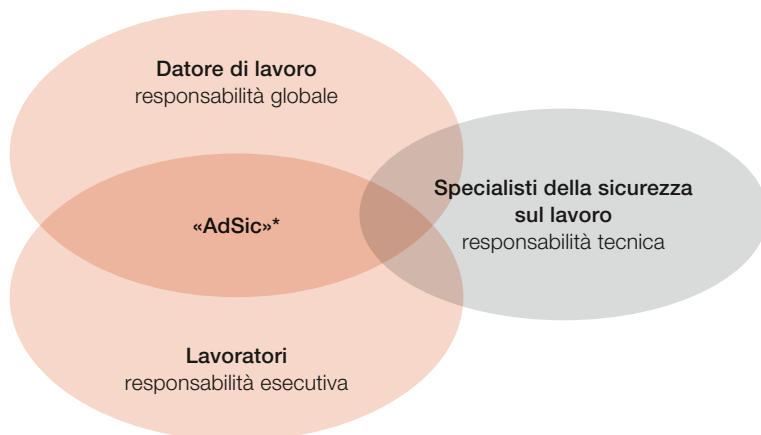 Datore di lavoro
responsabilità globale
«AdSic»*
Specialisti della sicurezza
sul lavoro
responsabilità tecnica
Lavoratori
responsabilità esecutiva